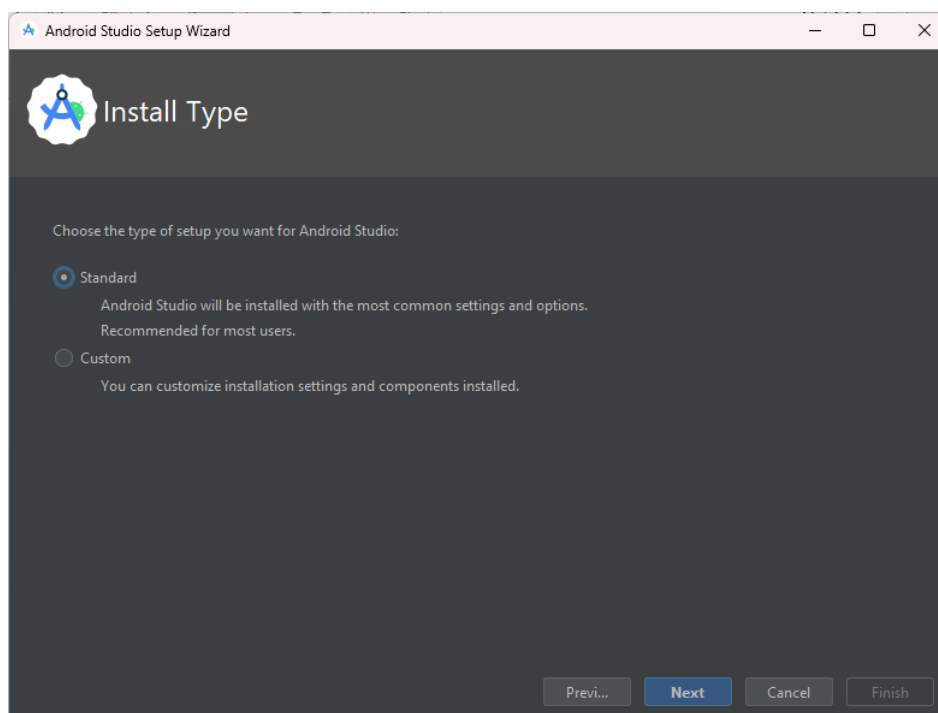 Android Studio Setup Wizard
Install Type
Choose the type of setup you want for Android Studio:
Standard
Android Studio will be installed with the most common settings and options.
Recommended for most users.
Custom
You can customize installation settings and components installed.
Previ... Next Cancel Finish